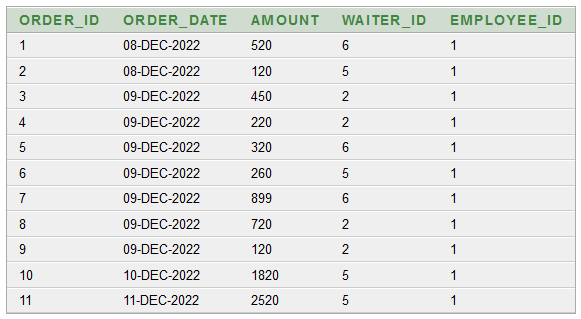 ORDER_ID ORDER_DATE AMOUNT WAITER_ID EMPLOYEE_ID
1 08-DEC-2022 520 6 1
2 08-DEC-2022 120 5 1
3 09-DEC-2022 450 2 1
4 09-DEC-2022 220 2 1
5 09-DEC-2022 320 6 1
6 09-DEC-2022 260 5 1
7 09-DEC-2022 899 6 1
8 09-DEC-2022 720 2 1
9 09-DEC-2022 120 2 1
10 10-DEC-2022 1820 5 1
11 11-DEC-2022 2520 5 1